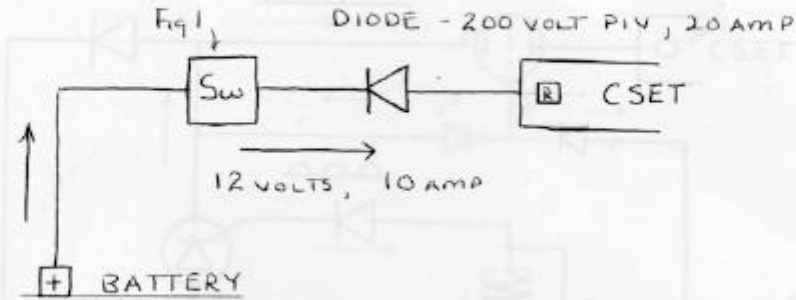 Fig 1
DIODE - 200 VOLT PIV, 20 AMP
SW
R CSET
12 VOLTS, 10 AMP
+ BATTERY